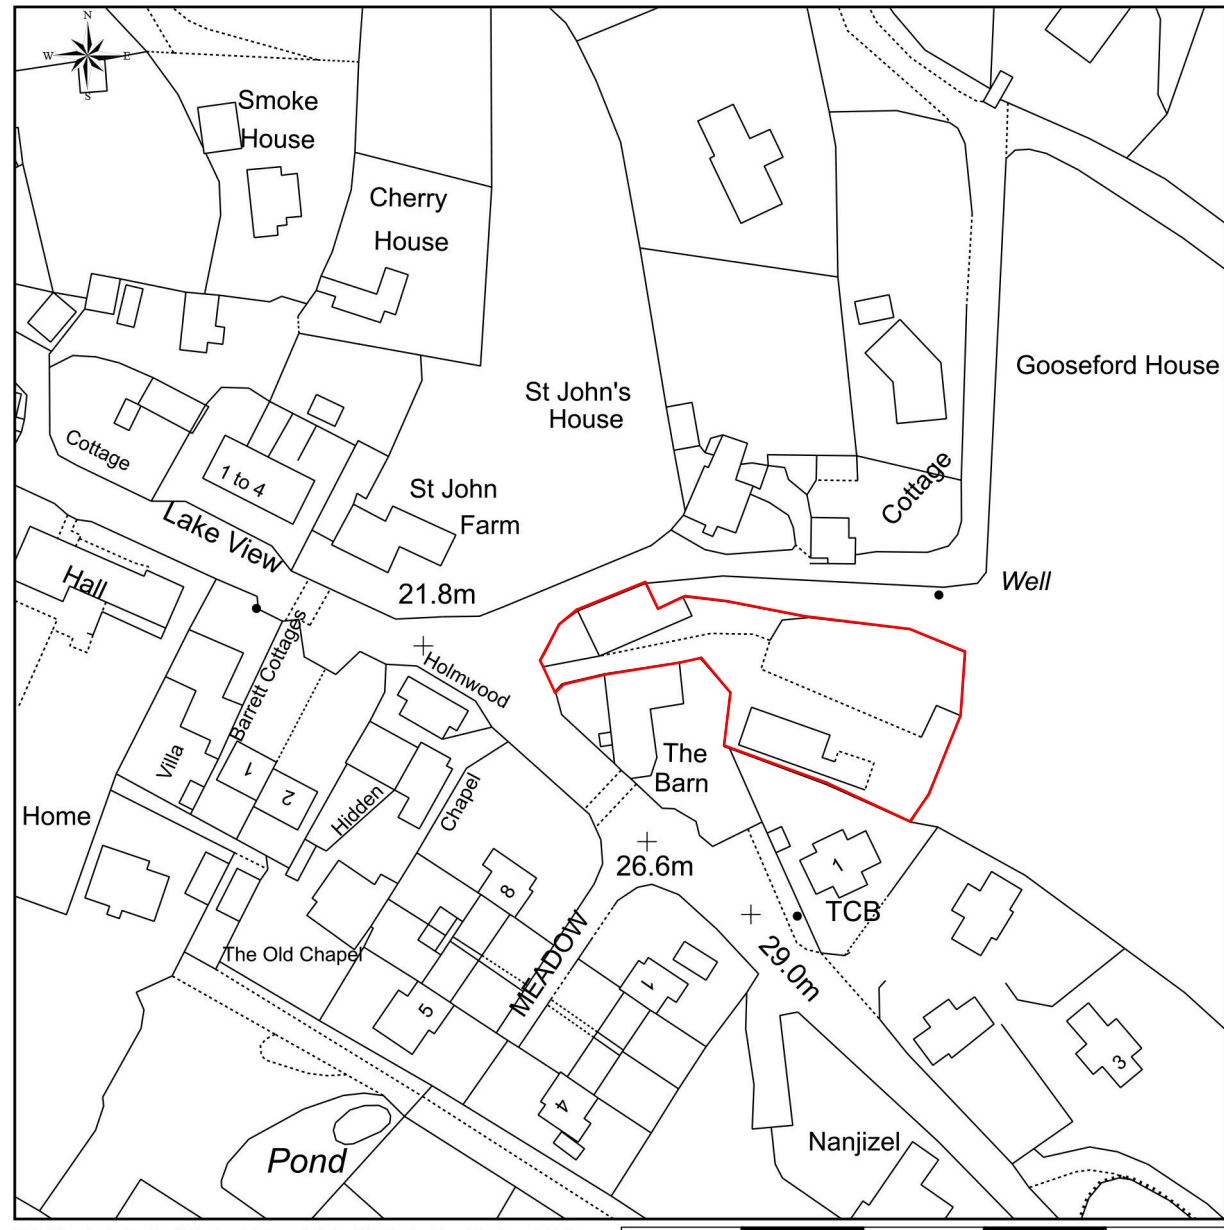 N
W E
S
Smoke
House
Cherry
House
Gooseford House
St John's
House
Cottage
1 to 4
St John
Farm
Cottage
Lake View
Hall
21.8m
Well
Holmwood
Barrett Cottages
Villa
1
2
Hidden
Chapel
The
Barn
Home
26.6m
8
1
TCB
The Old Chapel
MEADOW
29.0m
1
5
3
4
Nanjizel
Pond